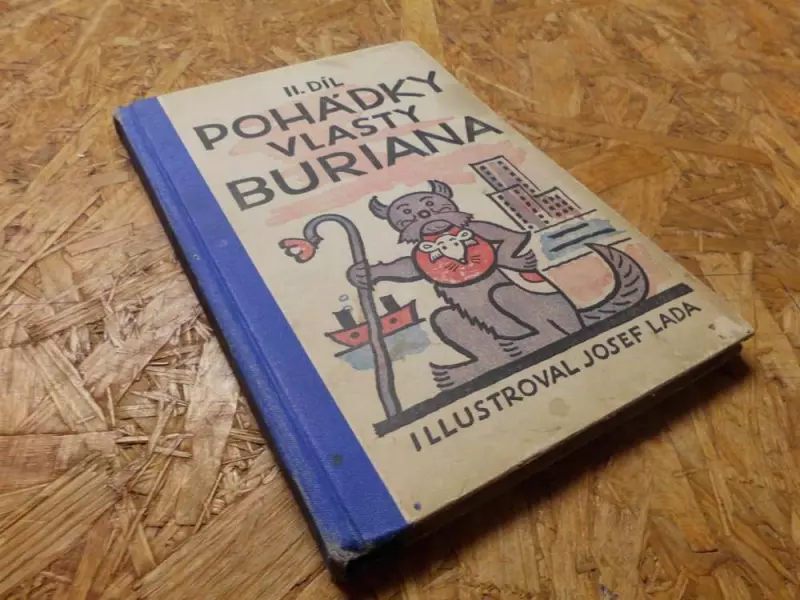 II. DÍL
POHÁDKY
VLASTY
BURIANA
ILLUSTROVAL JOSEF LADA